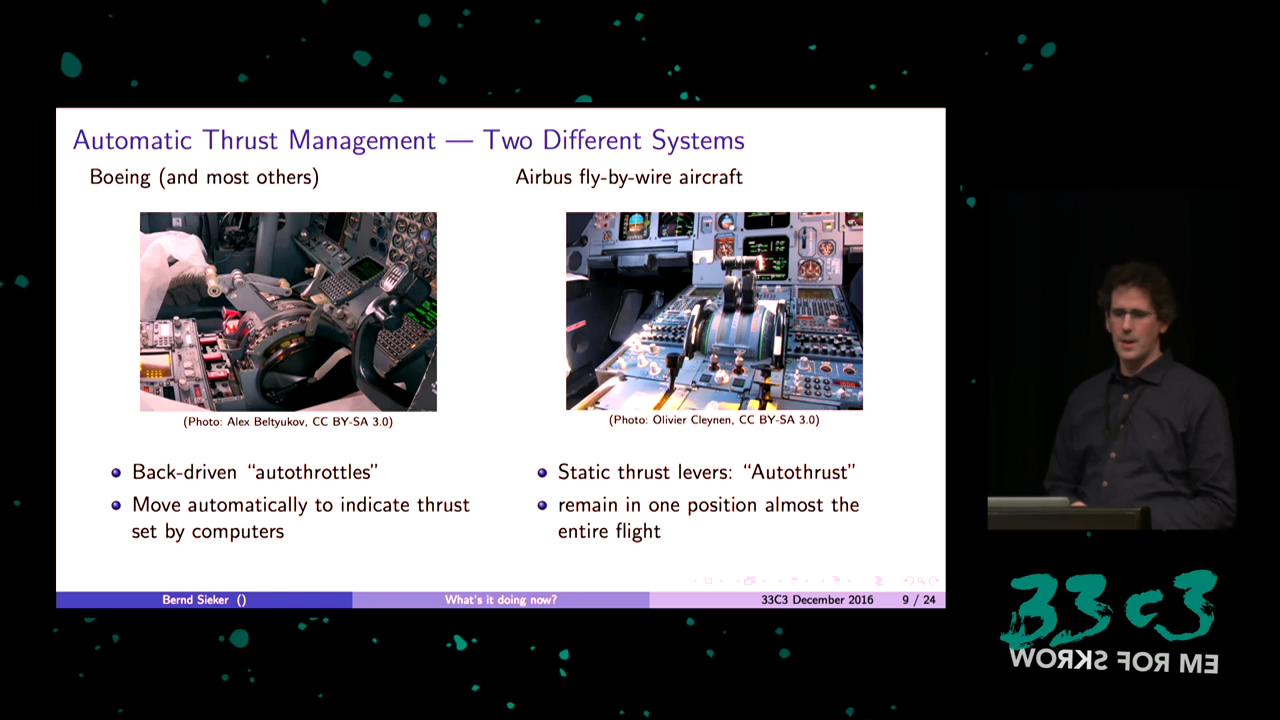 Automatic Thrust Management — Two Different Systems
Boeing (and most others)
Airbus fly-by-wire aircraft
(Photo: Alex Beltyukov, CC BY-SA 3.0)
(Photo: Olivier Cleynen, CC BY-SA 3.0)
Back-driven “autothrottles”
Move automatically to indicate thrust
set by computers
Static thrust levers: “Autothrust”
remain in one position almost the
entire flight
Bernd Sieker ()
What's it doing now?
33C3 December 2016
9 / 24
33c3
WORKS FOR ME